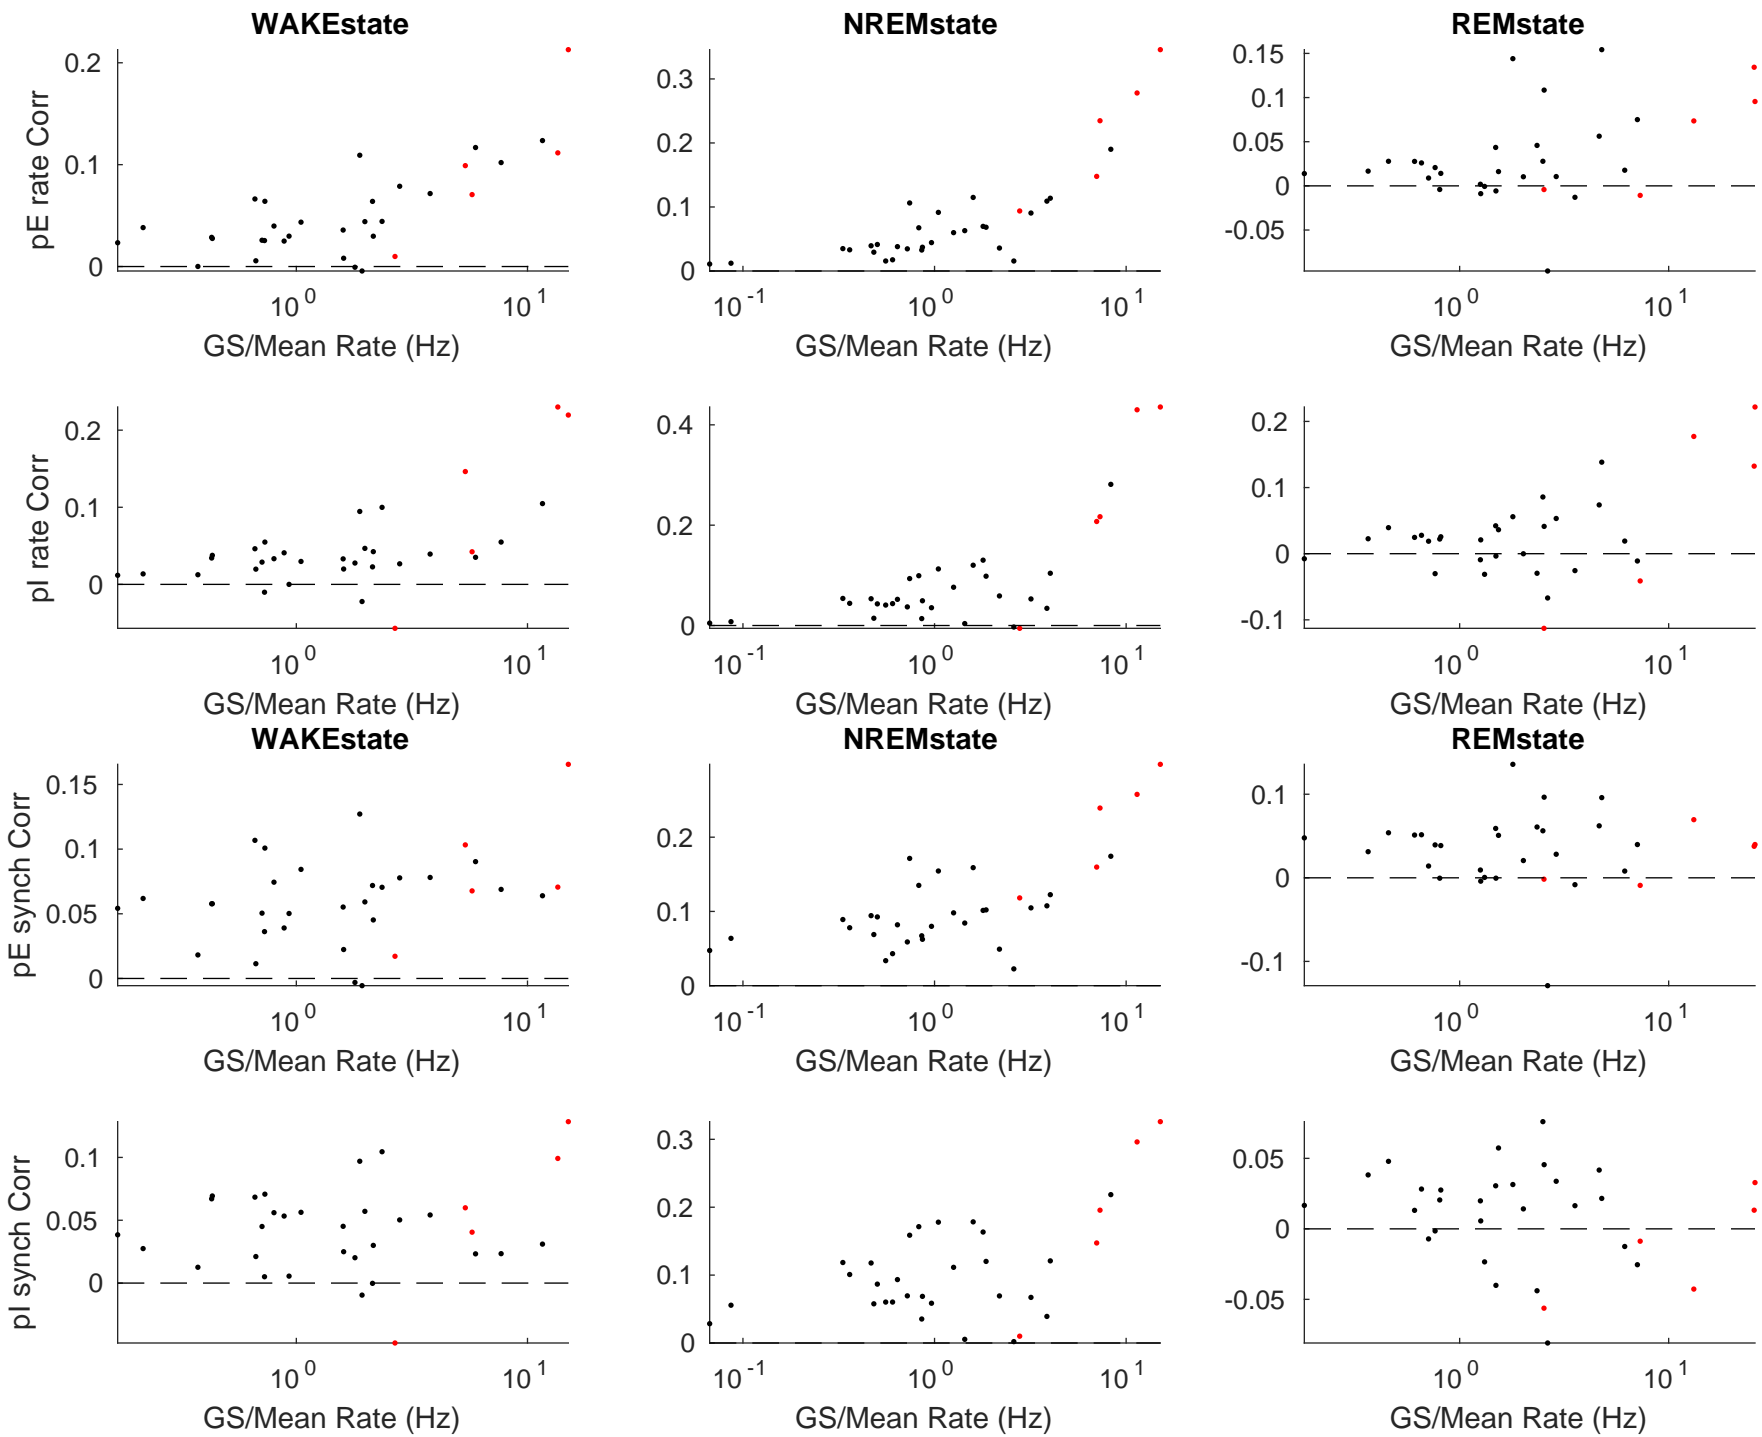 WAKEstate NREMstate REMstate
pE rate Corr
0.2
0.1
0
10^0 10^1
GS/Mean Rate (Hz)
0.3
0.2
0.1
0
10^-1 10^0 10^1
GS/Mean Rate (Hz)
0.15
0.1
0.05
0
-0.05
10^0 10^1
GS/Mean Rate (Hz)
pI rate Corr
0.2
0.1
0
10^0 10^1
GS/Mean Rate (Hz)
0.4
0.2
0
10^-1 10^0 10^1
GS/Mean Rate (Hz)
0.2
0.1
0
-0.1
10^0 10^1
GS/Mean Rate (Hz)
WAKEstate NREMstate REMstate
pE synch Corr
0.15
0.1
0.05
0
10^0 10^1
GS/Mean Rate (Hz)
0.2
0.1
0
10^-1 10^0 10^1
GS/Mean Rate (Hz)
0.1
0
-0.1
10^0 10^1
GS/Mean Rate (Hz)
pI synch Corr
0.1
0.05
0
10^0 10^1
GS/Mean Rate (Hz)
0.3
0.2
0.1
0
10^-1 10^0 10^1
GS/Mean Rate (Hz)
0.05
0
-0.05
10^0 10^1
GS/Mean Rate (Hz)